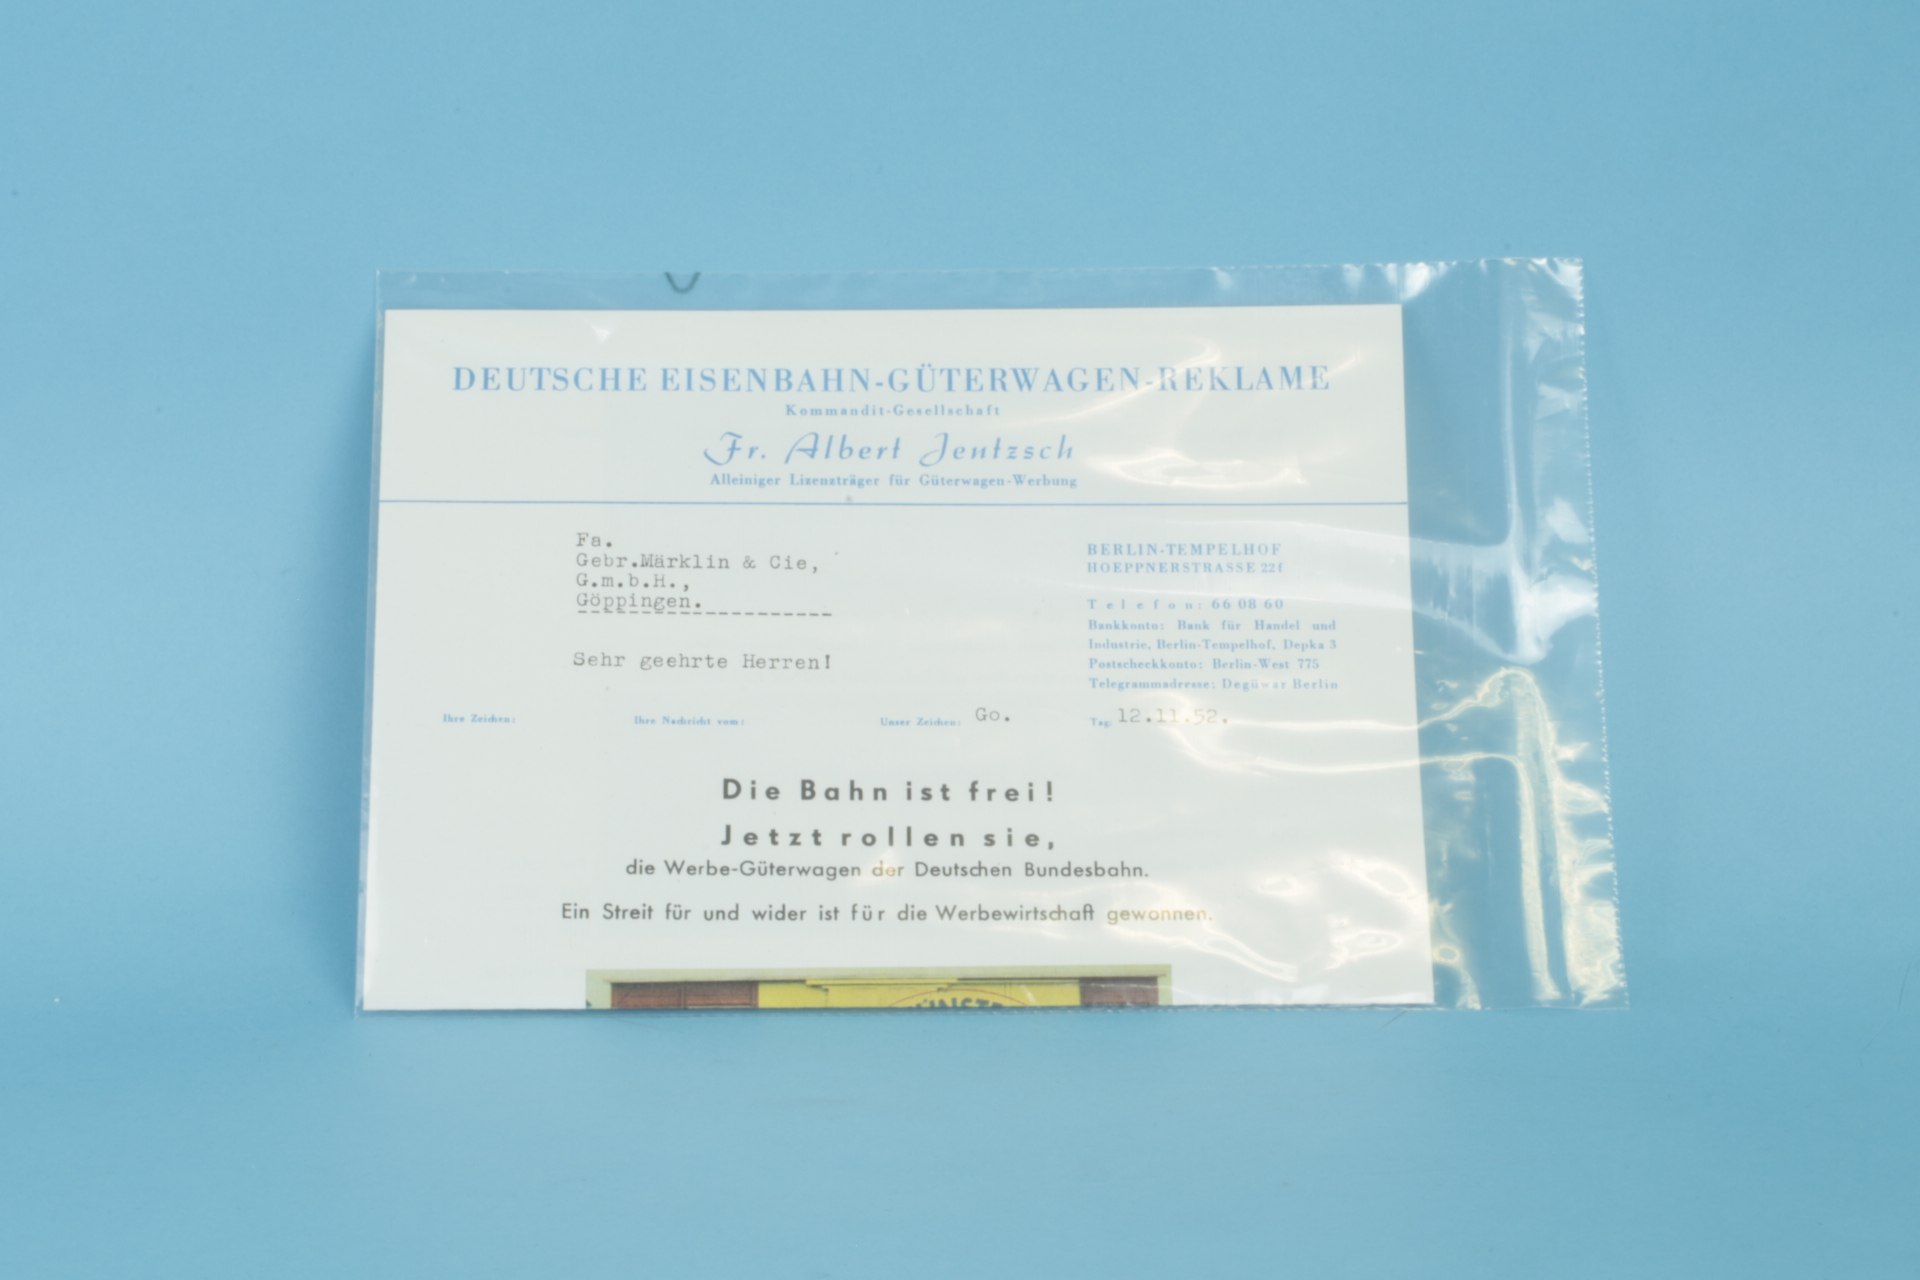 DEUTSCHE EISENBAHN-GÜTERWAGEN-REKLAME
Kommandit-Gesellschaft
Fr. Albert Jentzsch
Alleiniger Lizenzträger für Güterwagen-Werbung
Fa.
Gebr.Märklin & Cie,
G.m.b.H.,
Göppingen.
Sehr geehrte Herren!
BERLIN-TEMPELHOF
HOEPPNERSTRASSE 22f
Telefon: 66 08 60
Bankkonto: Bank für Handel und
Industrie, Berlin-Tempelhof, Depka 3
Postscheckkonto: Berlin-West 775
Telegrammadresse: Degüwar Berlin
Ihre Zeichen: Ihre Nachricht vom: Unser Zeichen: Go. Tag: 12.11.52.
Die Bahn ist frei!
Jetzt rollen sie,
die Werbe-Güterwagen der Deutschen Bundesbahn.
Ein Streit für und wider ist für die Werbewirtschaft gewonnen.